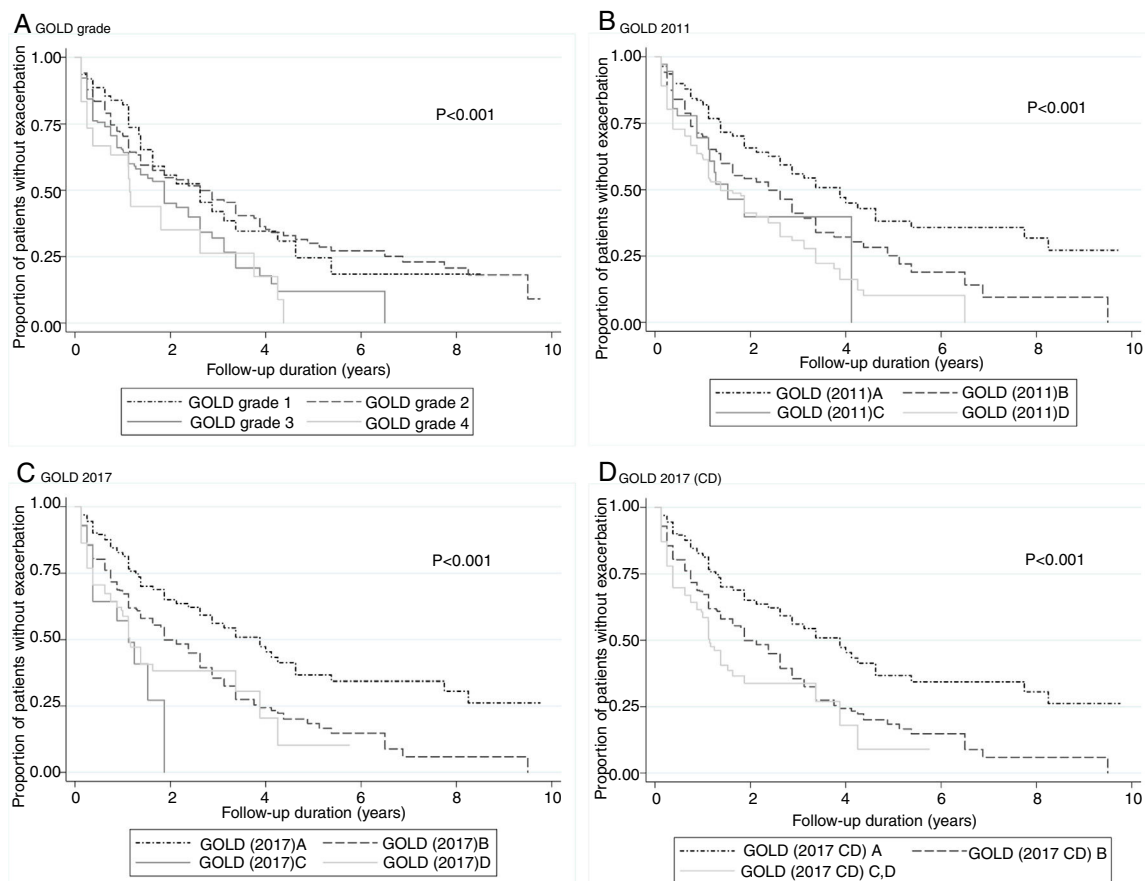 A GOLD grade
Proportion of patients without exacerbation
1.00
0.75
0.50
0.25
0.00
P<0.001
0 2 4 6 8 10
Follow-up duration (years)
GOLD grade 1 GOLD grade 2
GOLD grade 3 GOLD grade 4
B GOLD 2011
Proportion of patients without exacerbation
1.00
0.75
0.50
0.25
0.00
P<0.001
0 2 4 6 8 10
Follow-up duration (years)
GOLD (2011)A GOLD (2011)B
GOLD (2011)C GOLD (2011)D
C GOLD 2017
Proportion of patients without exacerbation
1.00
0.75
0.50
0.25
0.00
P<0.001
0 2 4 6 8 10
Follow-up duration (years)
GOLD (2017)A GOLD (2017)B
GOLD (2017)C GOLD (2017)D
D GOLD 2017 (CD)
Proportion of patients without exacerbation
1.00
0.75
0.50
0.25
0.00
P<0.001
0 2 4 6 8 10
Follow-up duration (years)
GOLD (2017 CD) A GOLD (2017 CD) B
GOLD (2017 CD) C,D